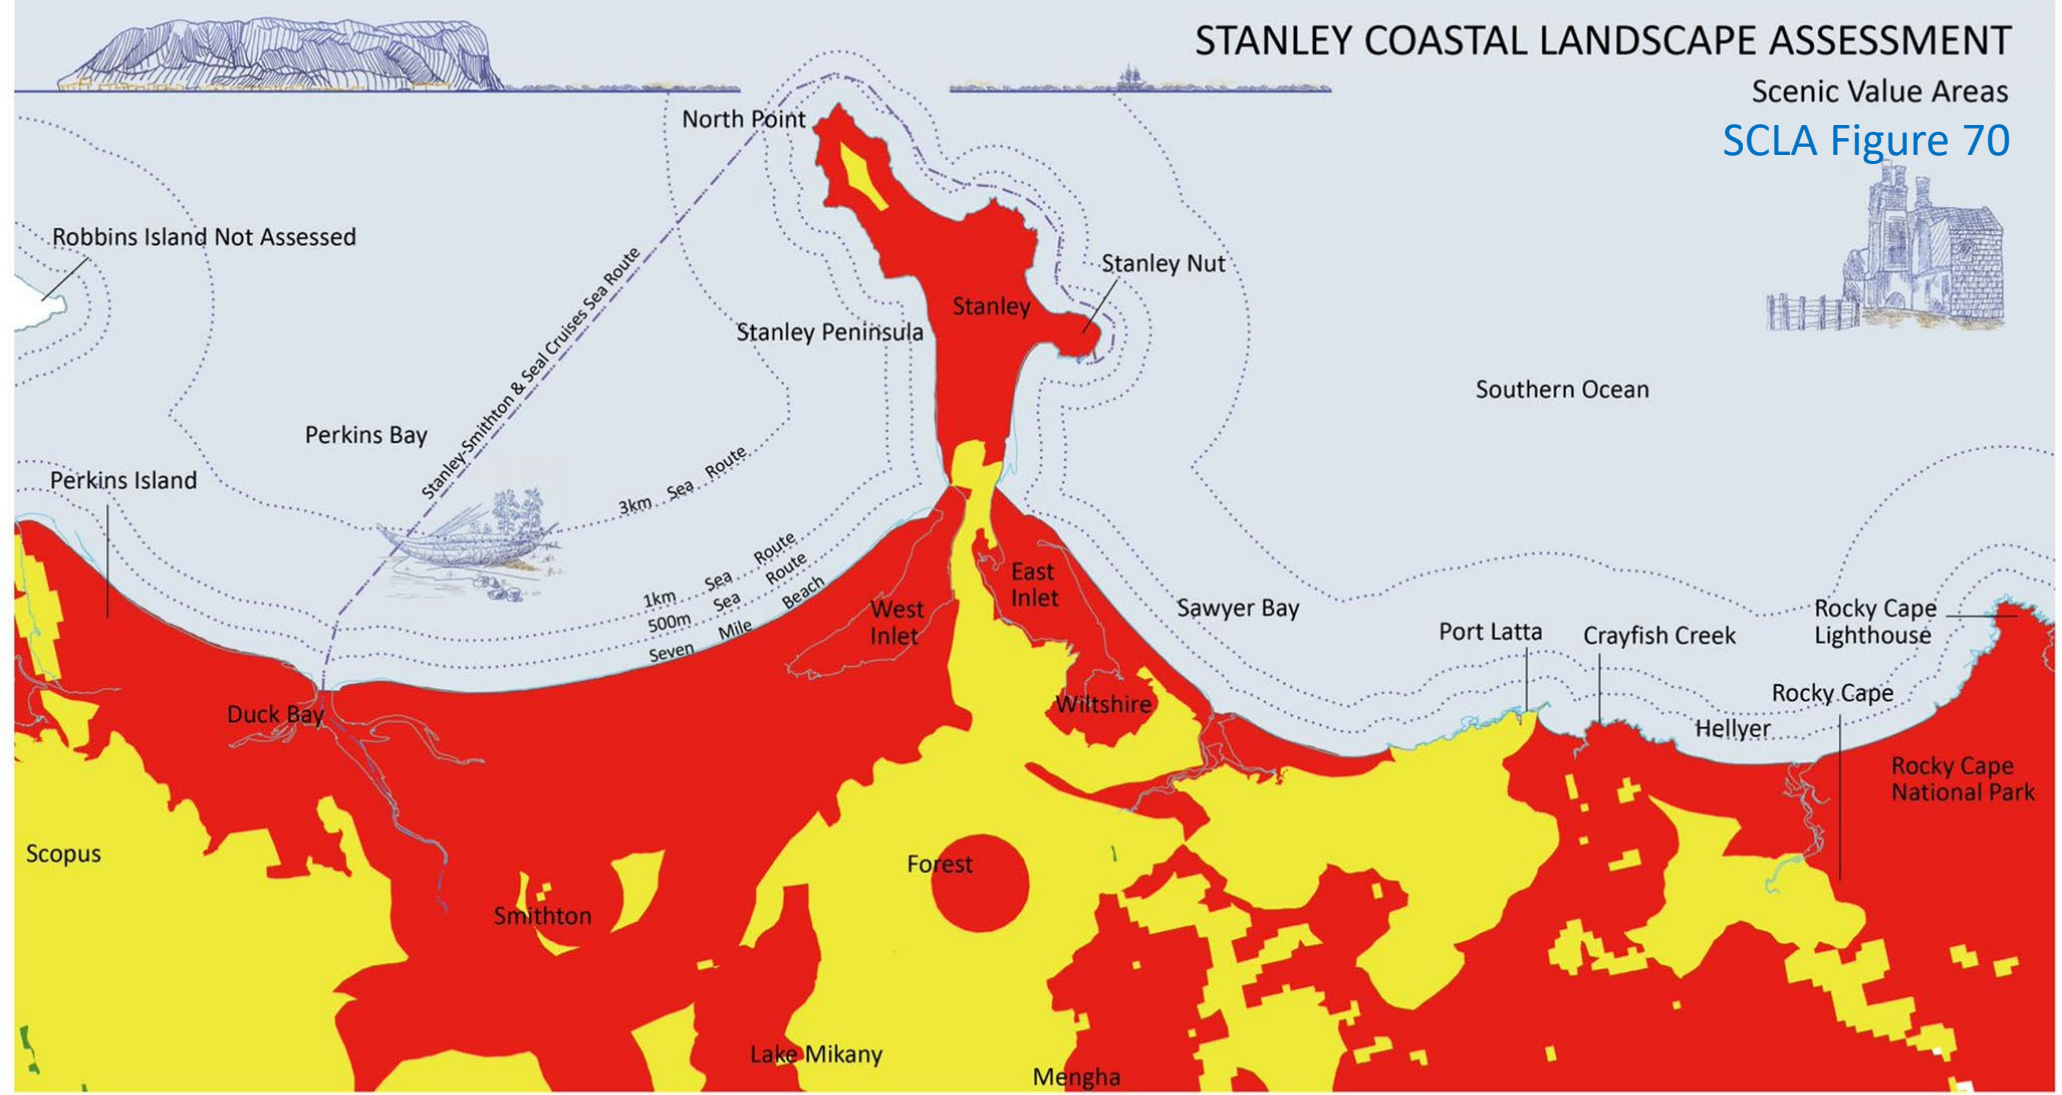 STANLEY COASTAL LANDSCAPE ASSESSMENT
Scenic Value Areas
SCLA Figure 70
North Point
Robbins Island Not Assessed
Stanley Nut
Stanley
Stanley Peninsula
Stanley-Smithton & Seal Cruises Sea Route
Southern Ocean
Perkins Bay
Perkins Island
3km Sea Route
1km Sea Route
500m Sea Route
Seven Mile Beach
East
Inlet
West
Inlet
Sawyer Bay
Port Latta
Crayfish Creek
Rocky Cape
Lighthouse
Rocky Cape
Wiltshire
Duck Bay
Hellyer
Rocky Cape
National Park
Scopus
Forest
Smithton
Lake Mikany
Mengha